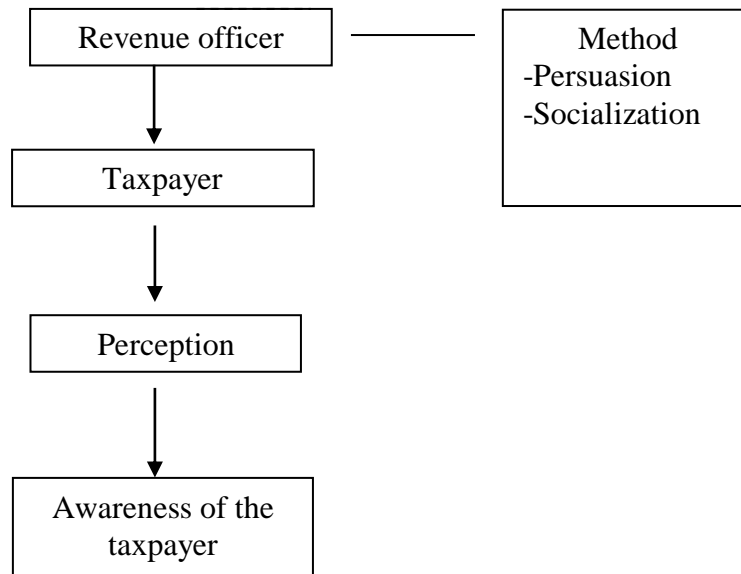 Revenue officer
Method
-Persuasion
-Socialization
Taxpayer
Perception
Awareness of the
taxpayer